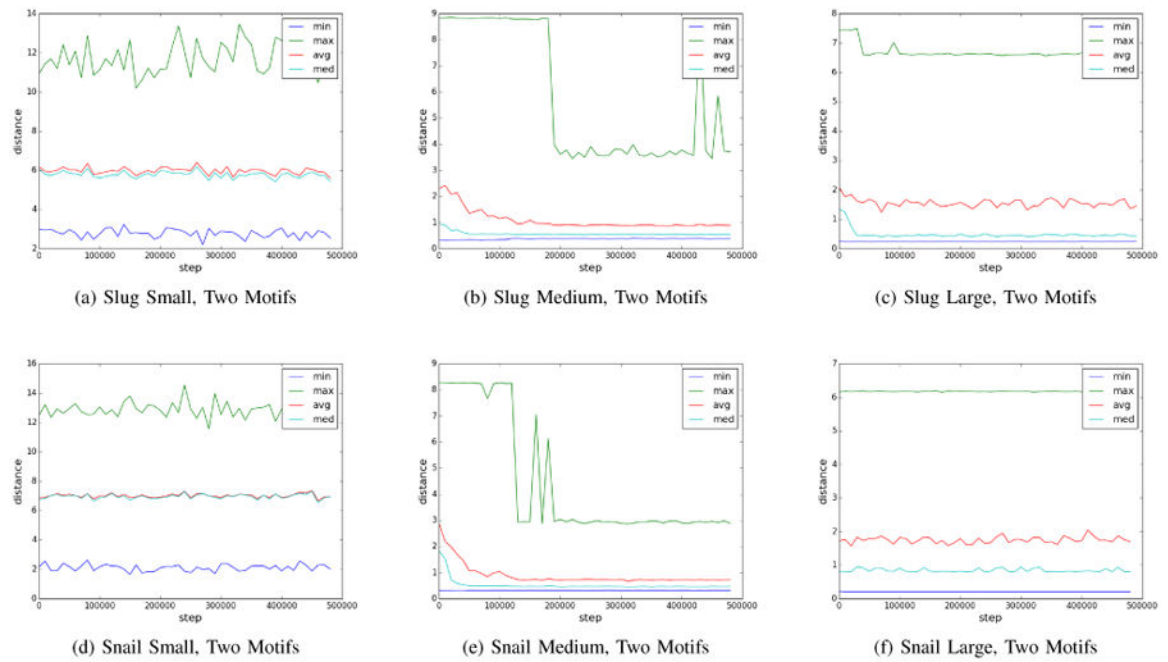 14
12
10
8
6
4
2
distance
0 100000 200000 300000 400000 500000
step
min
max
avg
med
(a) Slug Small, Two Motifs
9
8
7
6
5
4
3
2
1
0
distance
0 100000 200000 300000 400000 500000
step
min
max
avg
med
(b) Slug Medium, Two Motifs
8
7
6
5
4
3
2
1
0
distance
0 100000 200000 300000 400000 500000
step
min
max
avg
med
(c) Slug Large, Two Motifs
16
14
12
10
8
6
4
2
0
distance
0 100000 200000 300000 400000 500000
step
min
max
avg
med
(d) Snail Small, Two Motifs
9
8
7
6
5
4
3
2
1
0
distance
0 100000 200000 300000 400000 500000
step
min
max
avg
med
(e) Snail Medium, Two Motifs
7
6
5
4
3
2
1
0
distance
0 100000 200000 300000 400000 500000
step
min
max
avg
med
(f) Snail Large, Two Motifs